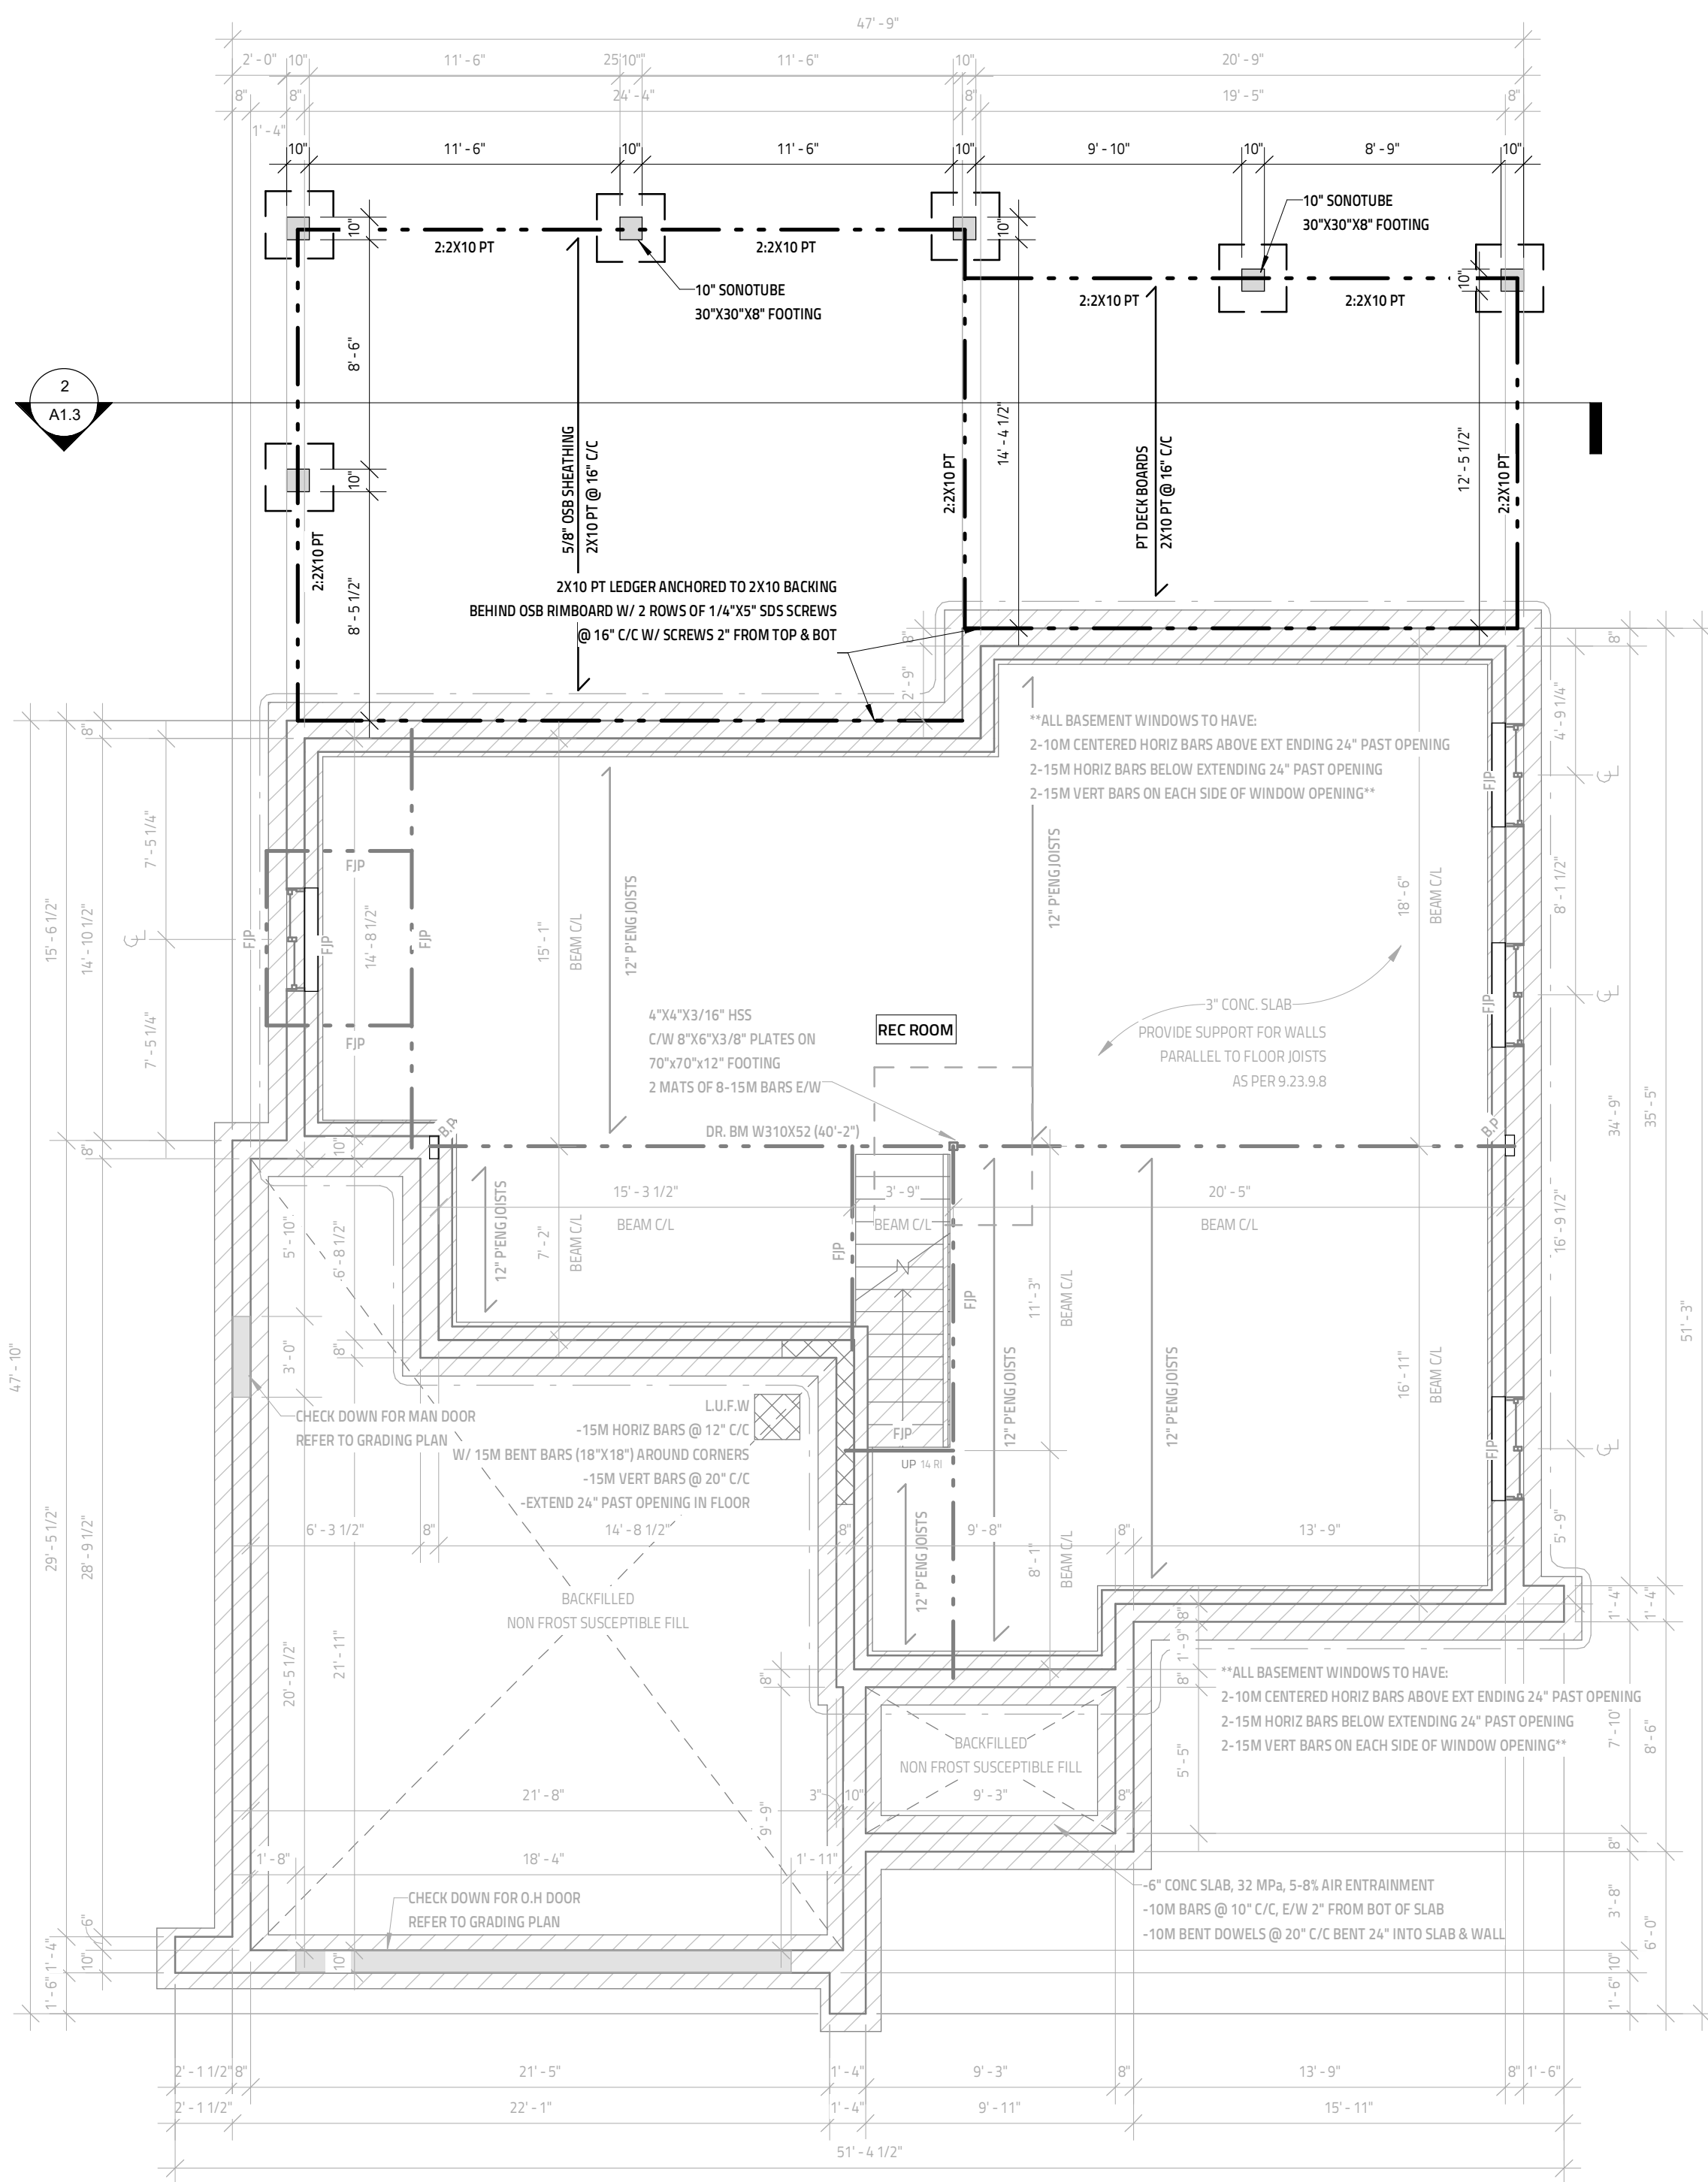 47' - 9"
2' - 0"
10"
11' - 6"
10"
11' - 6"
10"
20' - 9"
8"
8"
24' - 4"
8"
19' - 5"
8"
1' - 4"
10"
11' - 6"
10"
11' - 6"
10"
9' - 10"
10"
8' - 9"
10"
10" SONOTUBE
30"X30"X8" FOOTING
10"
10"
10"
2:2X10 PT
2:2X10 PT
10" SONOTUBE
30"X30"X8" FOOTING
2:2X10 PT
2:2X10 PT
8' - 6"
2
A1.3
10"
5/8" OSB SHEATHING
2X10 PT @ 16" C/C
14' - 4 1/2"
2:2X10 PT
PT DECK BOARDS
2X10 PT @ 16" C/C
12' - 5 1/2"
2:2X10 PT
2:2X10 PT
8' - 5 1/2"
2X10 PT LEDGER ANCHORED TO 2X10 BACKING
BEHIND OSB RIMBOARD W/ 2 ROWS OF 1/4"X5" SDS SCREWS
@ 16" C/C W/ SCREWS 2" FROM TOP & BOT
8"
2' - 9"
8"
8"
4' - 9 1/4"
**ALL BASEMENT WINDOWS TO HAVE:
2-10M CENTERED HORIZ BARS ABOVE EXT ENDING 24" PAST OPENING
2-15M HORIZ BARS BELOW EXTENDING 24" PAST OPENING
2-15M VERT BARS ON EACH SIDE OF WINDOW OPENING**
FJP
7' - 5 1/4"
FJP
15' - 6 1/2"
14' - 10 1/2"
FJP
FJP
14' - 8 1/2"
FJP
15' - 1"
BEAM C/L
12" P'ENG JOISTS
12" P'ENG JOISTS
18' - 6"
BEAM C/L
8' - 1 1/2"
FJP
7' - 5 1/4"
FJP
4"X4"X3/16" HSS
C/W 8"X6"X3/8" PLATES ON
70"x70"x12" FOOTING
2 MATS OF 8-15M BARS E/W
REC ROOM
3" CONC. SLAB
PROVIDE SUPPORT FOR WALLS
PARALLEL TO FLOOR JOISTS
AS PER 9.23.9.8
34' - 9"
35' - 5"
8"
10"
B.P
DR. BM W310X52 (40'-2")
B.P
15' - 3 1/2"
BEAM C/L
3' - 9"
BEAM C/L
20' - 5"
BEAM C/L
5' - 10"
6' - 8 1/2"
12" P'ENG JOISTS
7' - 2"
BEAM C/L
FJP
FJP
11' - 3"
BEAM C/L
16' - 9 1/2"
51' - 3"
47' - 10"
3' - 0"
8"
12" P'ENG JOISTS
12" P'ENG JOISTS
16' - 11"
BEAM C/L
CHECK DOWN FOR MAN DOOR
REFER TO GRADING PLAN
L.U.F.W
-15M HORIZ BARS @ 12" C/C
W/ 15M BENT BARS (18"X18") AROUND CORNERS
-15M VERT BARS @ 20" C/C
-EXTEND 24" PAST OPENING IN FLOOR
FJP
UP 14 RI
FJP
29' - 5 1/2"
28' - 9 1/2"
6' - 3 1/2"
8"
14' - 8 1/2"
8"
9' - 8"
8"
13' - 9"
5' - 9"
12" P'ENG JOISTS
8' - 1"
BEAM C/L
BACKFILLED
NON FROST SUSCEPTIBLE FILL
20' - 5 1/2"
21' - 11"
8"
8"
1' - 9"
8"
1' - 4"
1' - 4"
**ALL BASEMENT WINDOWS TO HAVE:
2-10M CENTERED HORIZ BARS ABOVE EXT ENDING 24" PAST OPENING
2-15M HORIZ BARS BELOW EXTENDING 24" PAST OPENING
2-15M VERT BARS ON EACH SIDE OF WINDOW OPENING**
BACKFILLED
NON FROST SUSCEPTIBLE FILL
5' - 5"
7' - 10"
8' - 6"
21' - 8"
3"
10"
9' - 3"
8"
9' - 9"
8"
1' - 8"
18' - 4"
1' - 11"
CHECK DOWN FOR O.H DOOR
REFER TO GRADING PLAN
-6" CONC SLAB, 32 MPa, 5-8% AIR ENTRAINMENT
-10M BARS @ 10" C/C, E/W 2" FROM BOT OF SLAB
-10M BENT DOWELS @ 20" C/C BENT 24" INTO SLAB & WALL
3' - 8"
6' - 0"
6"
1' - 4"
10"
10"
10"
1' - 6"
1' - 6"
2' - 1 1/2"
8"
21' - 5"
1' - 4"
9' - 3"
8"
13' - 9"
8"
1' - 6"
2' - 1 1/2"
22' - 1"
1' - 4"
9' - 11"
15' - 11"
51' - 4 1/2"